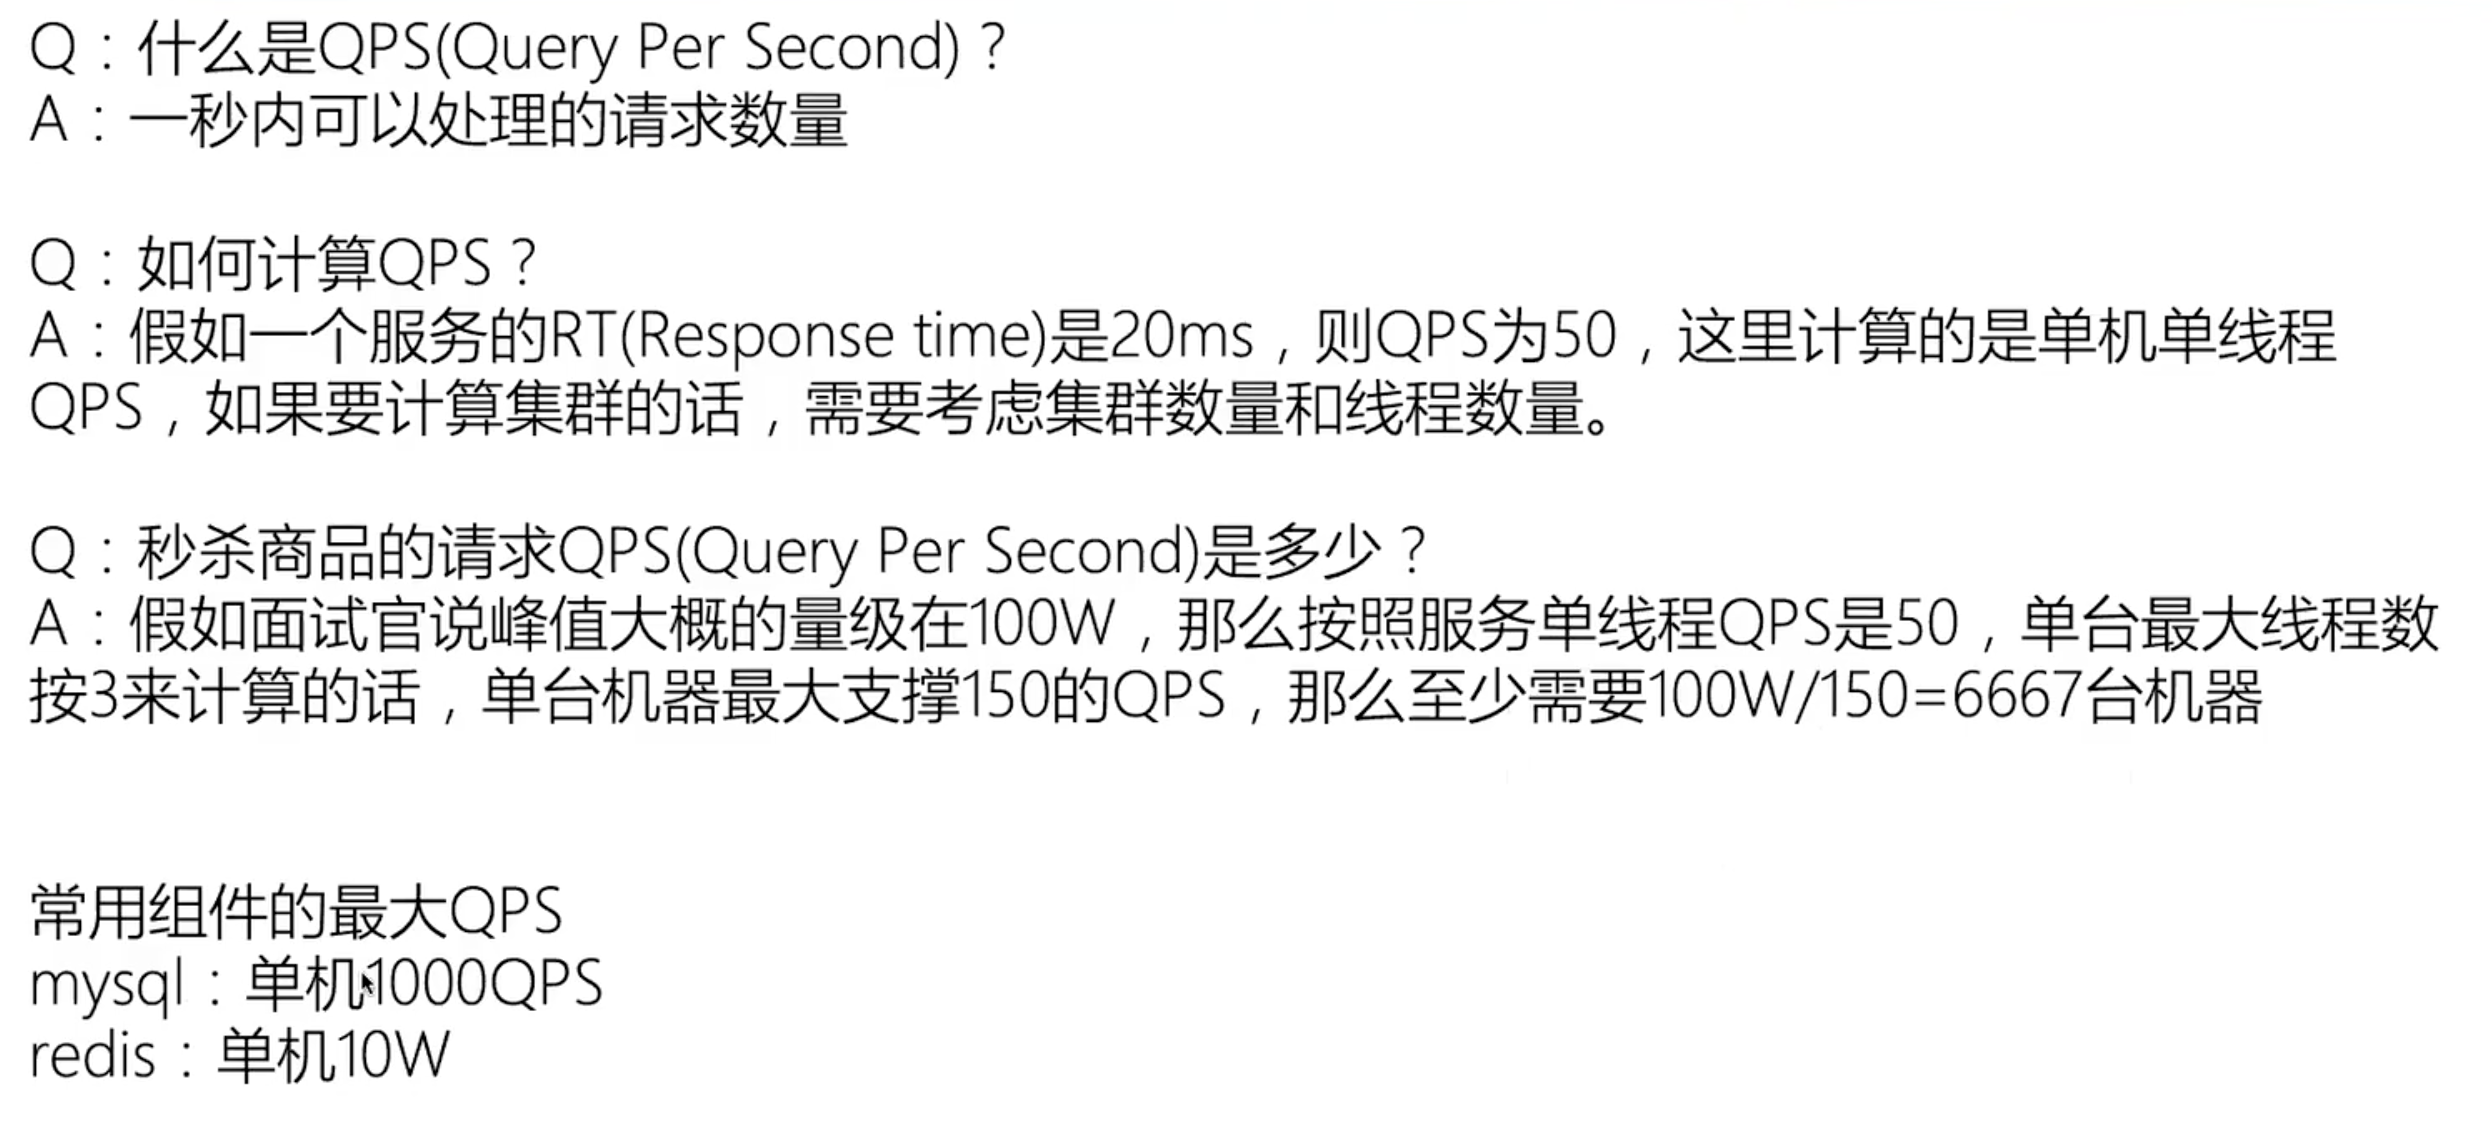 Q：什么是QPS(Query Per Second)？
A：一秒内可以处理的请求数量
Q：如何计算QPS？
A：假如一个服务的RT(Response time)是20ms，则QPS为50，这里计算的是单机单线程
QPS，如果要计算集群的话，需要考虑集群数量和线程数量。
Q：秒杀商品的请求QPS(Query Per Second)是多少？
A：假如面试官说峰值大概的量级在100W，那么按照服务单线程QPS是50，单台最大线程数
按3来计算的话，单台机器最大支撑150的QPS，那么至少需要100W/150=6667台机器
常用组件的最大QPS
mysql：单机1000QPS
redis：单机10W